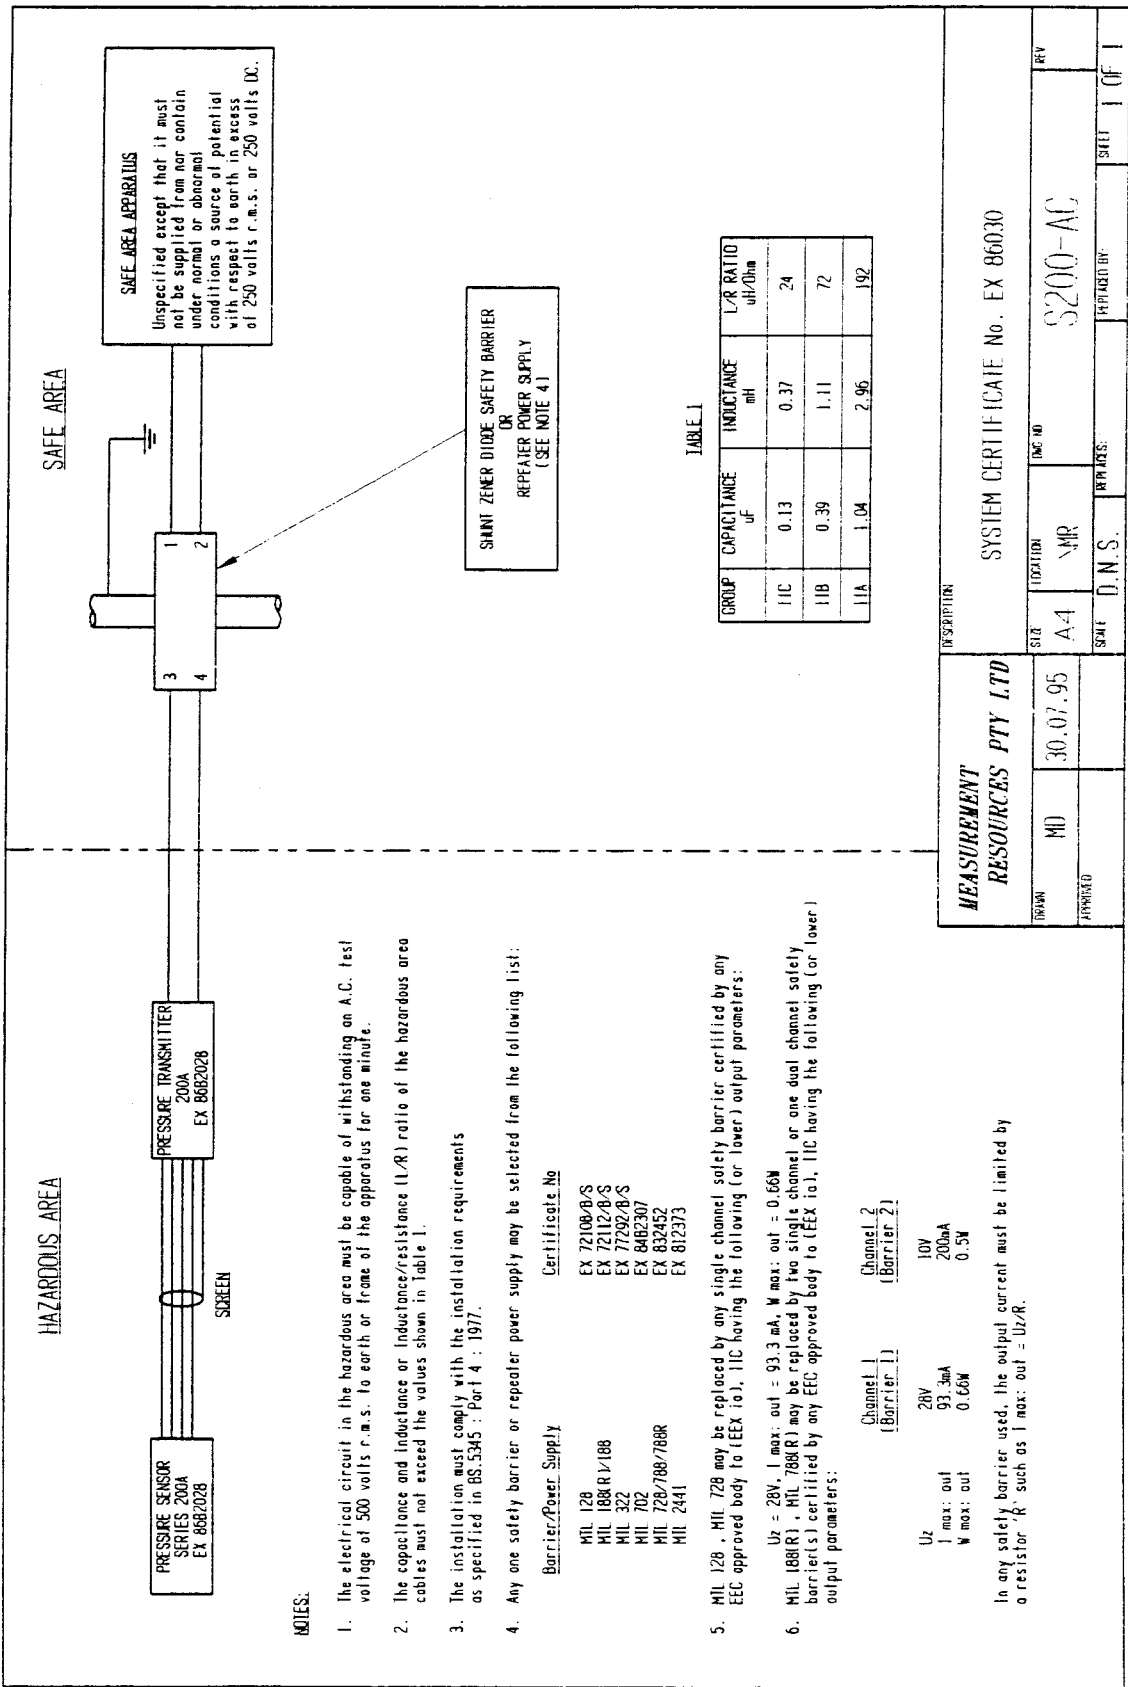 HAZARDOUS AREA
SAFE AREA
PRESSURE SENSOR
SERIES 200A
EX 86B2028
SCREEN
PRESSURE TRANSMITTER
200A
EX 86B2028
3
4
1
2
SAFE AREA APPARATUS
Unspecified except that it must
not be supplied from nor contain
under normal or abnormal
conditions a source of potential
with respect to earth in excess
of 250 volts r.m.s. or 250 volts DC.
SHUNT ZENER DIODE SAFETY BARRIER
OR
REPEATER POWER SUPPLY
(SEE NOTE 4)
NOTES:
1. The electrical circuit in the hazardous area must be capable of withstanding an A.C. test
voltage of 500 volts r.m.s. to earth or frame of the apparatus for one minute.
2. The capacitance and inductance or inductance/resistance (L/R) ratio of the hazardous area
cables must not exceed the values shown in Table 1.
3. The installation must comply with the installation requirements
as specified in BS.5345 : Part 4 : 1977.
4. Any one safety barrier or repeater power supply may be selected from the following list:
Barrier/Power Supply Certificate No
MTL 128 EX 72108/B/S
MTL 188(R)/188 EX 72112/B/S
MTL 322 EX 77292/B/S
MTL 702 EX 84B2307
MTL 728/788/788R EX 832452
MTL 2441 EX 812373
5. MTL 128 , MTL 728 may be replaced by any single channel safety barrier certified by any
EEC approved body to (EEX ia), IIC having the following (or lower) output parameters:
Uz = 28V, I max: out = 93.3 mA, W max: out = 0.66W
6. MTL 188(R) , MTL 788(R) may be replaced by two single channel or one dual channel safety
barrier(s) certified by any EEC approved body to (EEX ia), IIC having the following (or lower)
output parameters:
Channel 1 Channel 2
(Barrier 1) (Barrier 2)
Uz 28V 10V
I max: out 93.3mA 200mA
W max: out 0.66W 0.5W
In any safety barrier used, the output current must be limited by
a resistor 'R' such as I max: out = Uz/R.
TABLE 1
GROUP CAPACITANCE uF INDUCTANCE mH L/R RATIO uH/Ohm
IIC 0.13 0.37 24
IIB 0.39 1.11 72
IIA 1.04 2.96 192
MEASUREMENT
RESOURCES PTY LTD
DESCRIPTION
SYSTEM CERTIFICATE No. EX 86030
DRAWN MD 30.07.95
APPROVED
SIZE A4
LOCATION \MR
DWG NO S200-AC
REV
SCALE D.N.S.
REPLACES:
REPLACED BY:
SHEET 1 OF 1